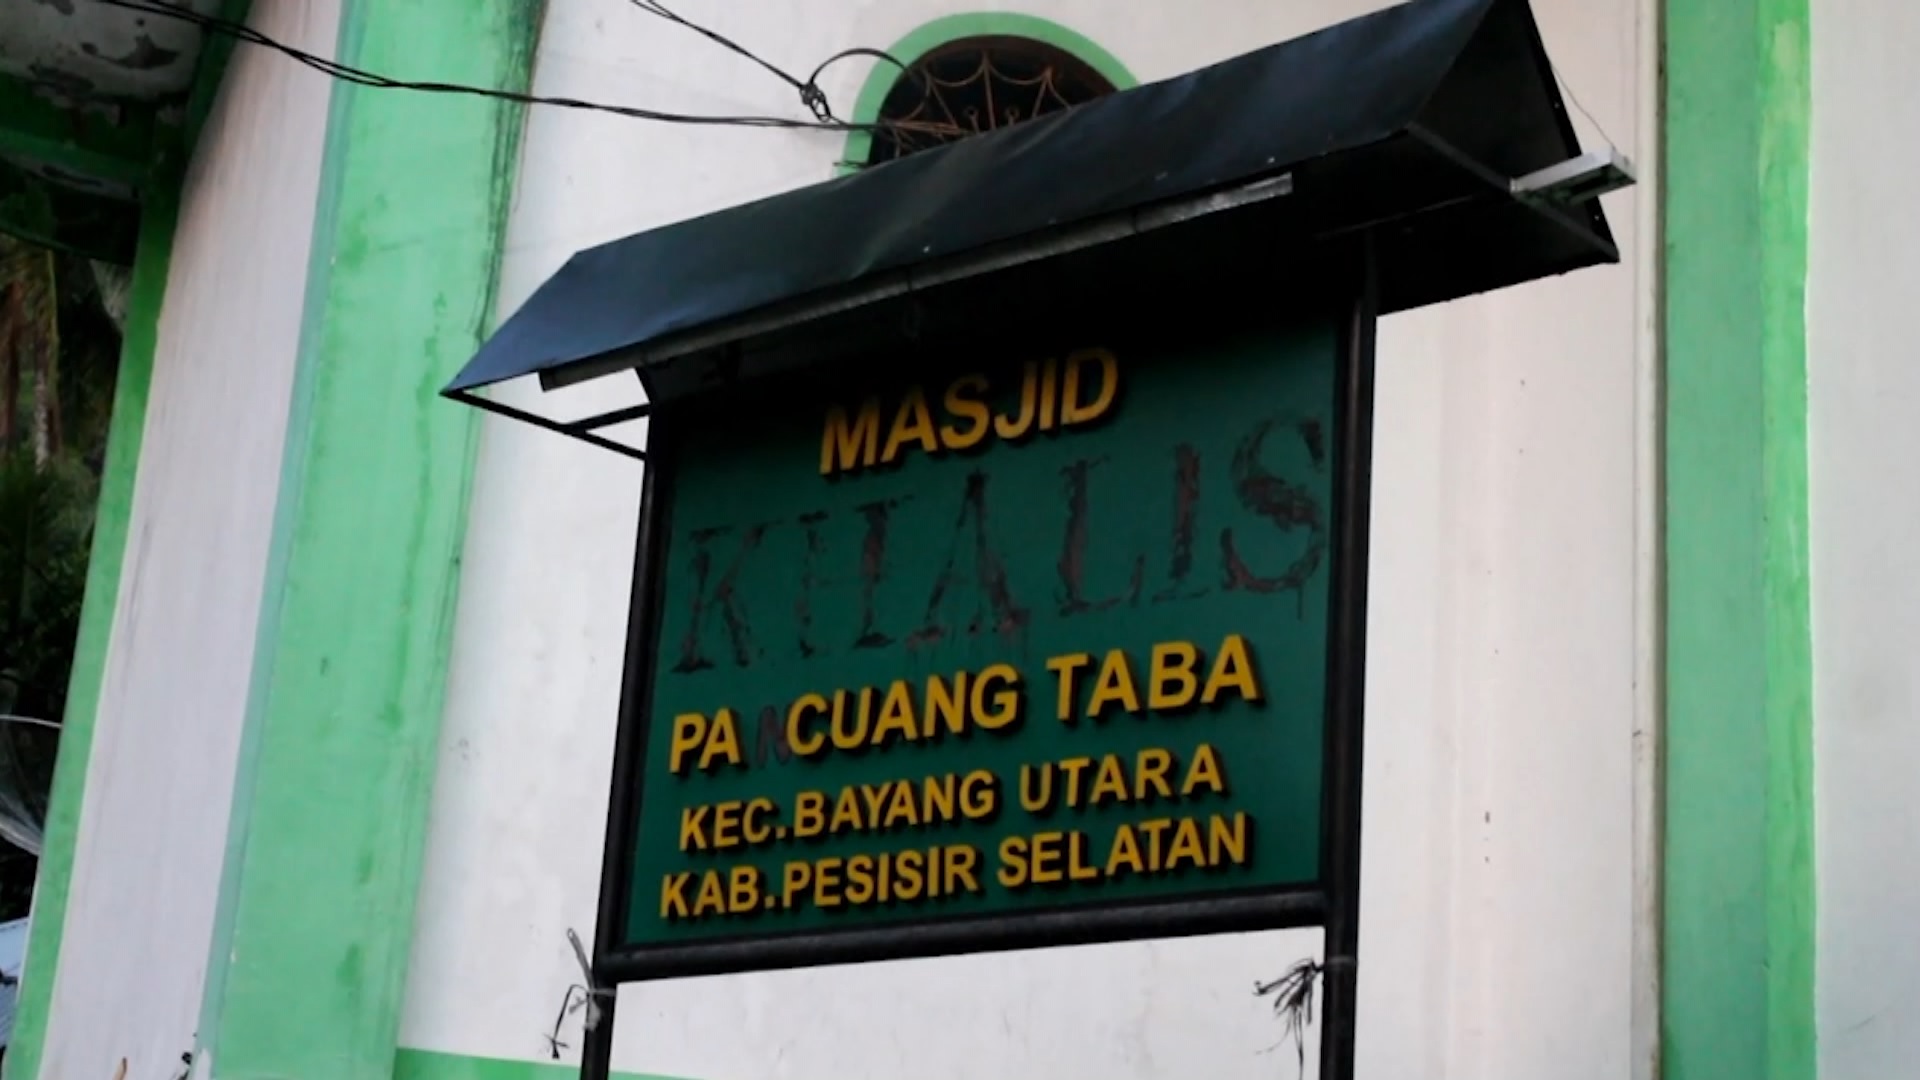 MASJID
KHALIS
PANCUANG TABA
KEC.BAYANG UTARA
KAB.PESISIR SELATAN